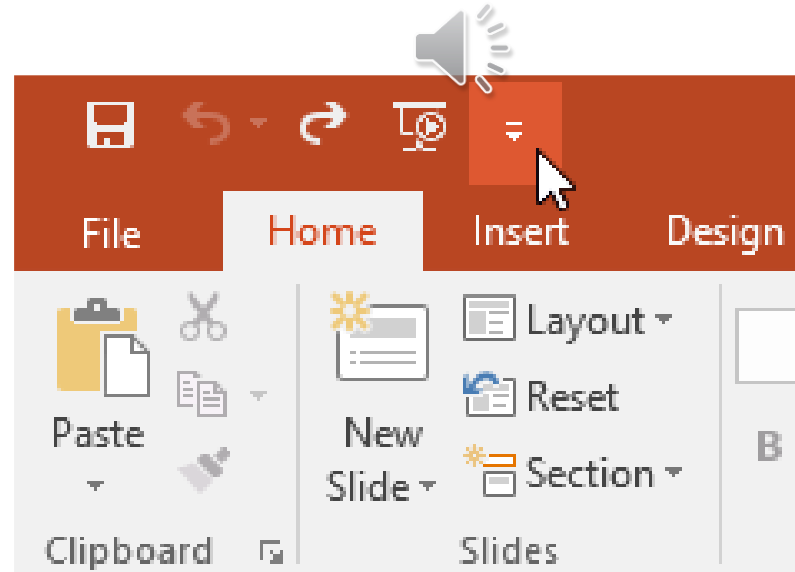 File Home Insert Design
Layout
Reset
Paste New
Slide Section
B
Clipboard Slides